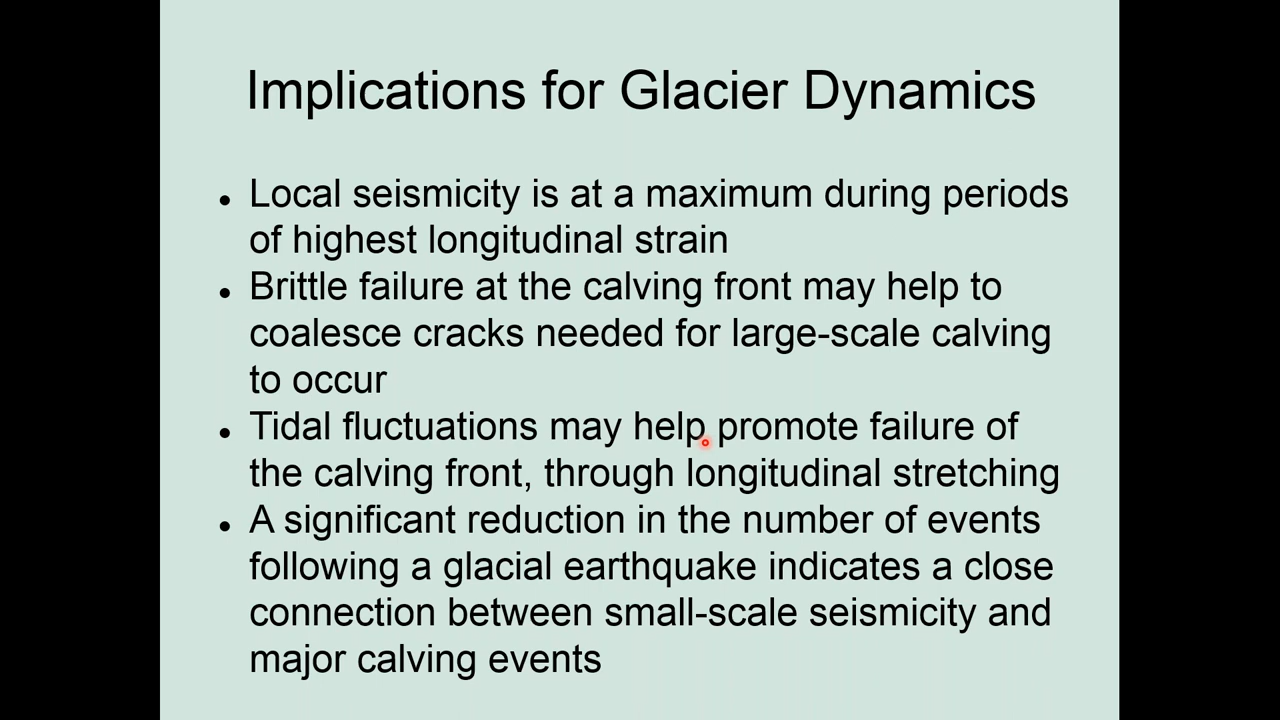 Implications for Glacier Dynamics
• Local seismicity is at a maximum during periods
of highest longitudinal strain
• Brittle failure at the calving front may help to
coalesce cracks needed for large-scale calving
to occur
• Tidal fluctuations may help promote failure of
the calving front, through longitudinal stretching
• A significant reduction in the number of events
following a glacial earthquake indicates a close
connection between small-scale seismicity and
major calving events